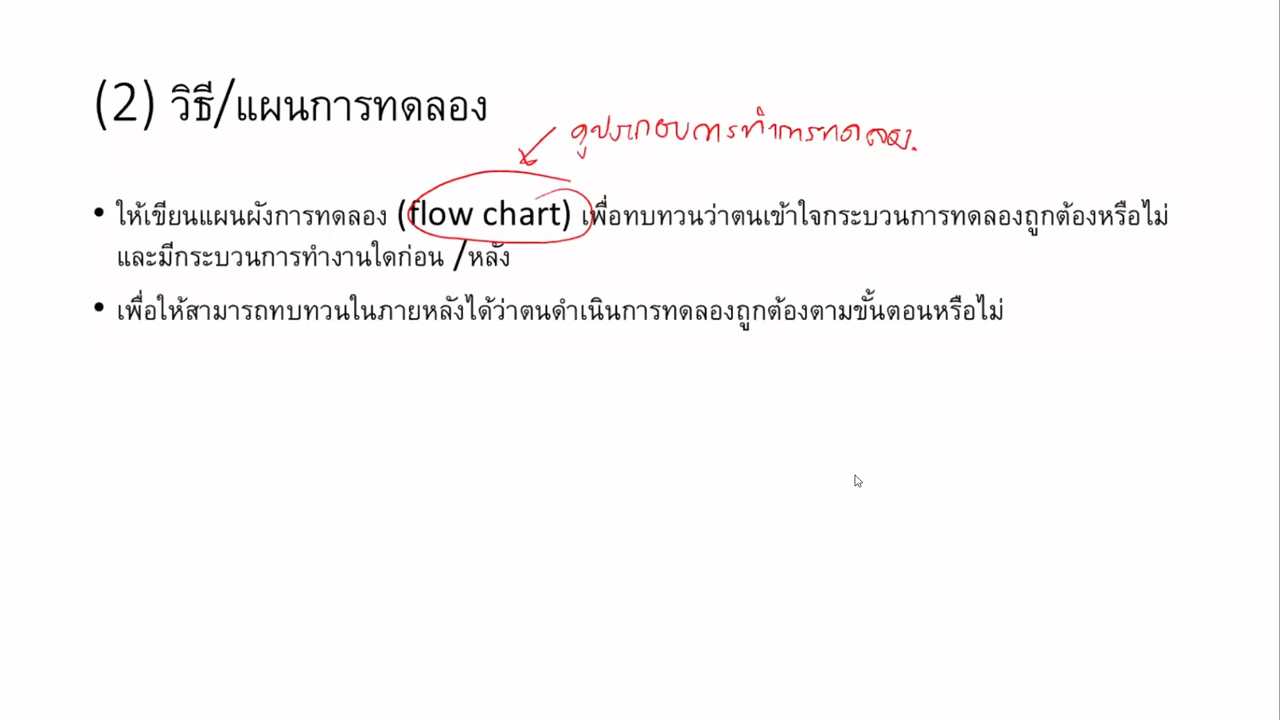 (2) วิธี/แผนการทดลอง
ดูประกอบการทำการทดลอง.
• ให้เขียนแผนผังการทดลอง (flow chart) เพื่อทบทวนว่าตนเข้าใจกระบวนการทดลองถูกต้องหรือไม่
และมีกระบวนการทำงานใดก่อน /หลัง
• เพื่อให้สามารถทบทวนในภายหลังได้ว่าตนดำเนินการทดลองถูกต้องตามขั้นตอนหรือไม่